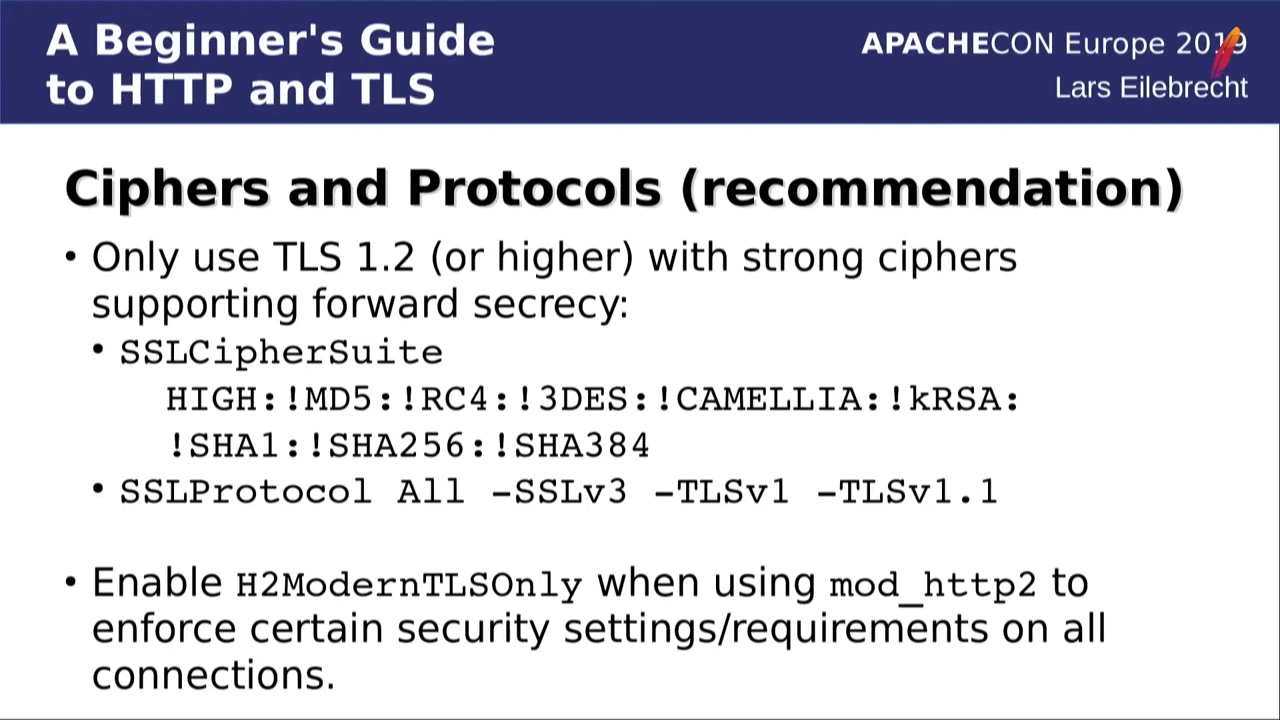 A Beginner's Guide
to HTTP and TLS
APACHECON Europe 2019
Lars Eilebrecht
Ciphers and Protocols (recommendation)
• Only use TLS 1.2 (or higher) with strong ciphers
supporting forward secrecy:
• SSLCipherSuite
HIGH:!MD5:!RC4:!3DES:!CAMELLIA:!kRSA:
!SHA1:!SHA256:!SHA384
• SSLProtocol All -SSLv3 -TLSv1 -TLSv1.1
• Enable H2ModernTLSOnly when using mod_http2 to
enforce certain security settings/requirements on all
connections.